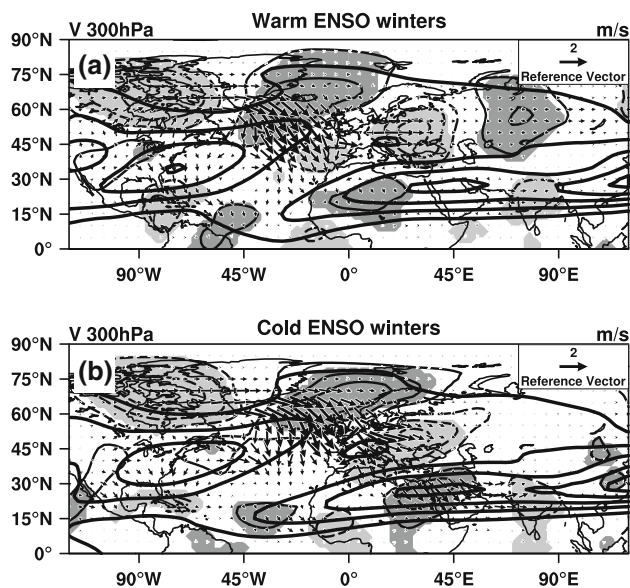 Warm ENSO winters
V 300hPa
m/s
90°N
(a)
2
Reference Vector
75°N
60°N
45°N
30°N
15°N
0°
90°W 45°W 0° 45°E 90°E
Cold ENSO winters
V 300hPa
m/s
90°N
(b)
2
Reference Vector
75°N
60°N
45°N
30°N
15°N
0°
90°W 45°W 0° 45°E 90°E